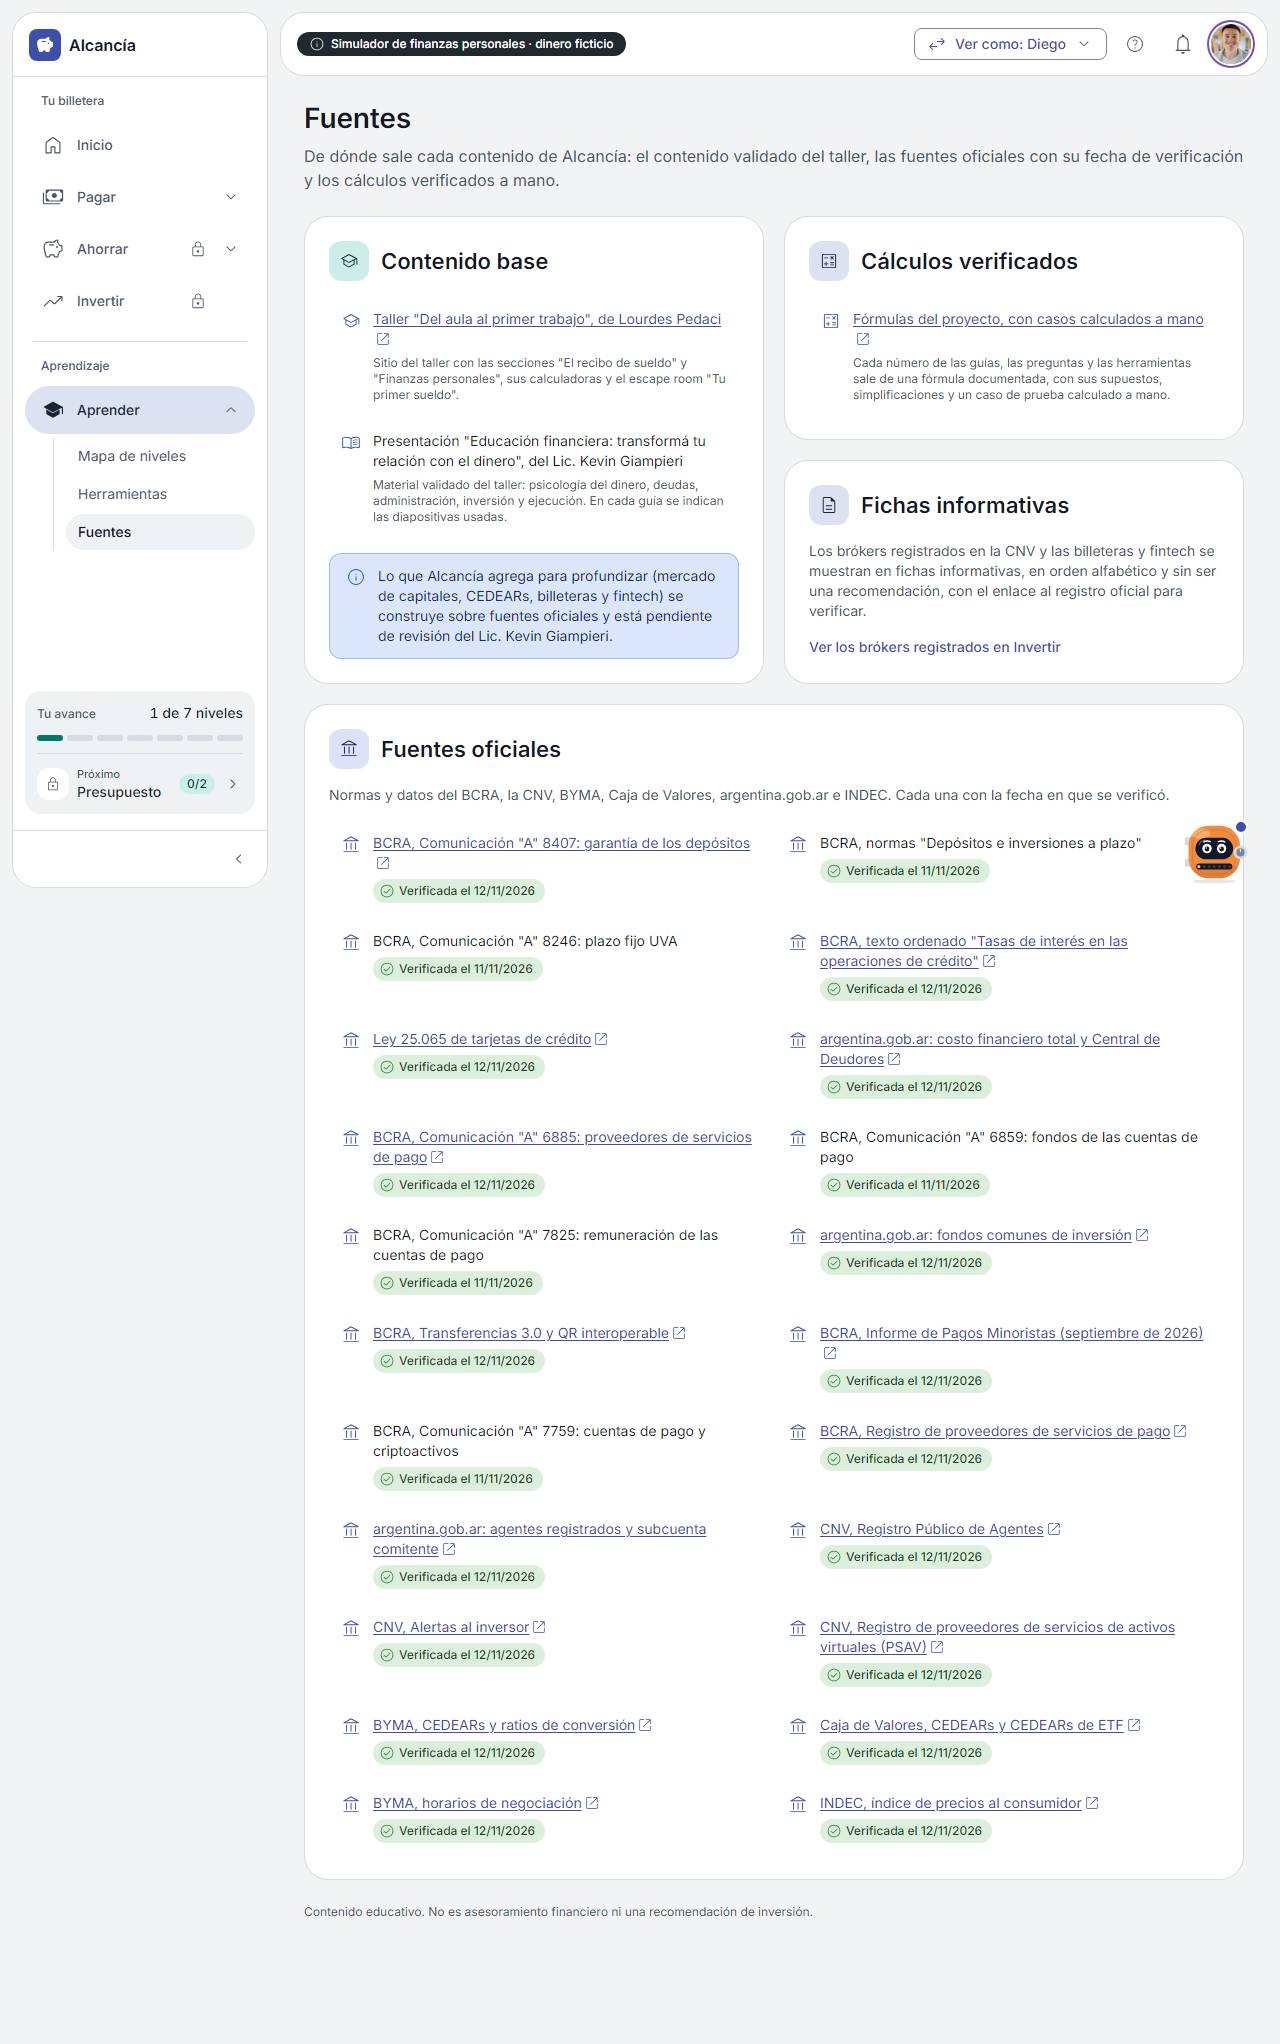 Alcancía
Simulador de finanzas personales · dinero ficticio
Ver como: Diego
Tu billetera
Inicio
Pagar
Ahorrar
Invertir
Aprendizaje
Aprender
Mapa de niveles
Herramientas
Fuentes
Tu avance
1 de 7 niveles
Próximo
Presupuesto
0/2
Fuentes
De dónde sale cada contenido de Alcancía: el contenido validado del taller, las fuentes oficiales con su fecha de verificación
y los cálculos verificados a mano.
Contenido base
Taller "Del aula al primer trabajo", de Lourdes Pedaci
Sitio del taller con las secciones "El recibo de sueldo" y
"Finanzas personales", sus calculadoras y el escape room "Tu
primer sueldo".
Presentación "Educación financiera: transformá tu
relación con el dinero", del Lic. Kevin Giampieri
Material validado del taller: psicología del dinero, deudas,
administración, inversión y ejecución. En cada guía se indican
las diapositivas usadas.
Lo que Alcancía agrega para profundizar (mercado
de capitales, CEDEARs, billeteras y fintech) se
construye sobre fuentes oficiales y está pendiente
de revisión del Lic. Kevin Giampieri.
Cálculos verificados
Fórmulas del proyecto, con casos calculados a mano
Cada número de las guías, las preguntas y las herramientas
sale de una fórmula documentada, con sus supuestos,
simplificaciones y un caso de prueba calculado a mano.
Fichas informativas
Los brókers registrados en la CNV y las billeteras y fintech se
muestran en fichas informativas, en orden alfabético y sin ser
una recomendación, con el enlace al registro oficial para
verificar.
Ver los brókers registrados en Invertir
Fuentes oficiales
Normas y datos del BCRA, la CNV, BYMA, Caja de Valores, argentina.gob.ar e INDEC. Cada una con la fecha en que se verificó.
BCRA, Comunicación "A" 8407: garantía de los depósitos
Verificada el 12/11/2026
BCRA, normas "Depósitos e inversiones a plazo"
Verificada el 11/11/2026
BCRA, Comunicación "A" 8246: plazo fijo UVA
Verificada el 11/11/2026
BCRA, texto ordenado "Tasas de interés en las
operaciones de crédito"
Verificada el 12/11/2026
Ley 25.065 de tarjetas de crédito
Verificada el 12/11/2026
argentina.gob.ar: costo financiero total y Central de
Deudores
Verificada el 12/11/2026
BCRA, Comunicación "A" 6885: proveedores de servicios
de pago
Verificada el 12/11/2026
BCRA, Comunicación "A" 6859: fondos de las cuentas de
pago
Verificada el 11/11/2026
BCRA, Comunicación "A" 7825: remuneración de las
cuentas de pago
Verificada el 11/11/2026
argentina.gob.ar: fondos comunes de inversión
Verificada el 12/11/2026
BCRA, Transferencias 3.0 y QR interoperable
Verificada el 12/11/2026
BCRA, Informe de Pagos Minoristas (septiembre de 2026)
Verificada el 12/11/2026
BCRA, Comunicación "A" 7759: cuentas de pago y
criptoactivos
Verificada el 11/11/2026
BCRA, Registro de proveedores de servicios de pago
Verificada el 12/11/2026
argentina.gob.ar: agentes registrados y subcuenta
comitente
Verificada el 12/11/2026
CNV, Registro Público de Agentes
Verificada el 12/11/2026
CNV, Alertas al inversor
Verificada el 12/11/2026
CNV, Registro de proveedores de servicios de activos
virtuales (PSAV)
Verificada el 12/11/2026
BYMA, CEDEARs y ratios de conversión
Verificada el 12/11/2026
Caja de Valores, CEDEARs y CEDEARs de ETF
Verificada el 12/11/2026
BYMA, horarios de negociación
Verificada el 12/11/2026
INDEC, índice de precios al consumidor
Verificada el 12/11/2026
Contenido educativo. No es asesoramiento financiero ni una recomendación de inversión.